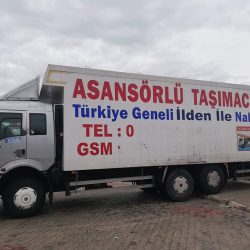 ASANSÖRLÜ TAŞIMAC
Türkiye Geneli İlden İle Nak
TEL : 0
GSM :